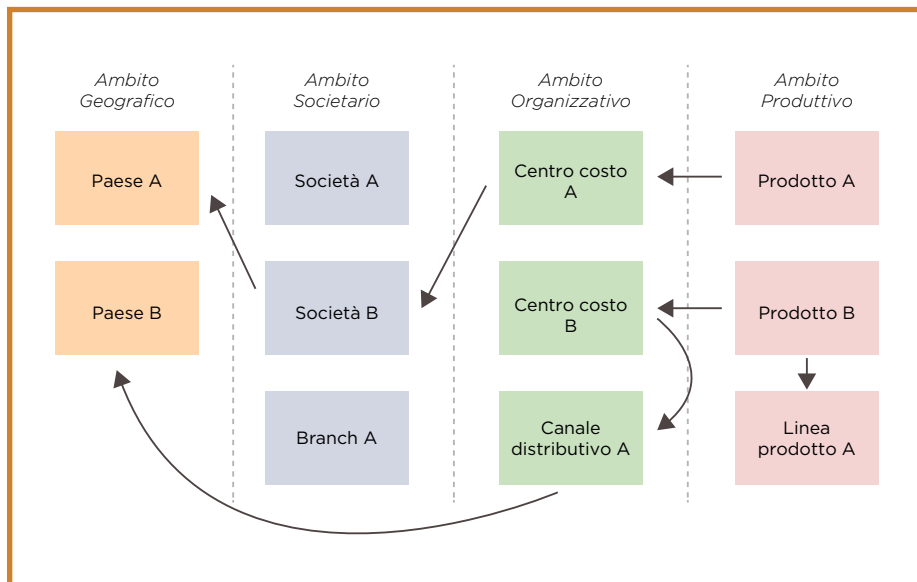 Ambito
Geografico
Ambito
Societario
Ambito
Organizzativo
Ambito
Produttivo
Paese A
Società A
Centro costo
A
Prodotto A
Paese B
Società B
Centro costo
B
Prodotto B
Branch A
Canale
distributivo A
Linea
prodotto A